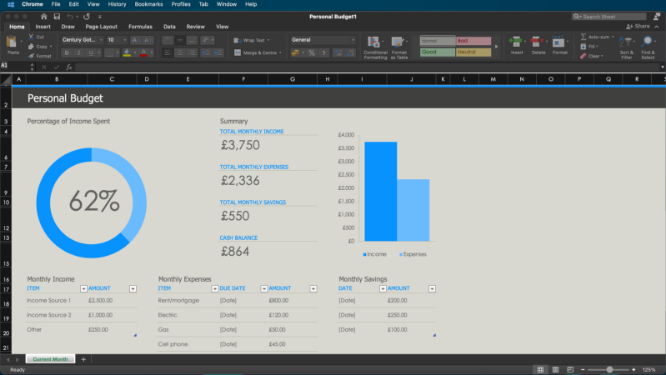 Chrome File Edit View History Bookmarks Profiles Tab Window Help
Personal Budget1
Search Sheet
Home Insert Draw Page Layout Formulas Data Review View
Share
Paste Cut Copy Format
Century Got... 10
Wrap Text
Merge & Centre
General
Conditional Formatting
Format as Table
Normal Bad
Good Neutral
Insert Delete Format
Auto-sum
Fill
Clear
Sort & Filter
Find & Select
A1
fx
A B C D E F G H I J K L M N O P Q R
2 Personal Budget
3 Percentage of Income Spent Summary
4 TOTAL MONTHLY INCOME
£3,750
TOTAL MONTHLY EXPENSES
£2,336
TOTAL MONTHLY SAVINGS
£550
CASH BALANCE
£864
62%
£4,000
£3,500
£3,000
£2,500
£2,000
£1,500
£1,000
£500
£0
Income Expenses
6
7
9
10
12
13
15
16 Monthly Income Monthly Expenses Monthly Savings
17 ITEM AMOUNT ITEM DUE DATE AMOUNT DATE AMOUNT
18 Income Source 1 £2,500.00 Rent/mortgage [Date] £800.00 [Date] £200.00
19 Income Source 2 £1,000.00 Electric [Date] £120.00 [Date] £250.00
20 Other £250.00 Gas [Date] £50.00 [Date] £100.00
21 Cell phone [Date] £45.00
Current Month
Ready
125%